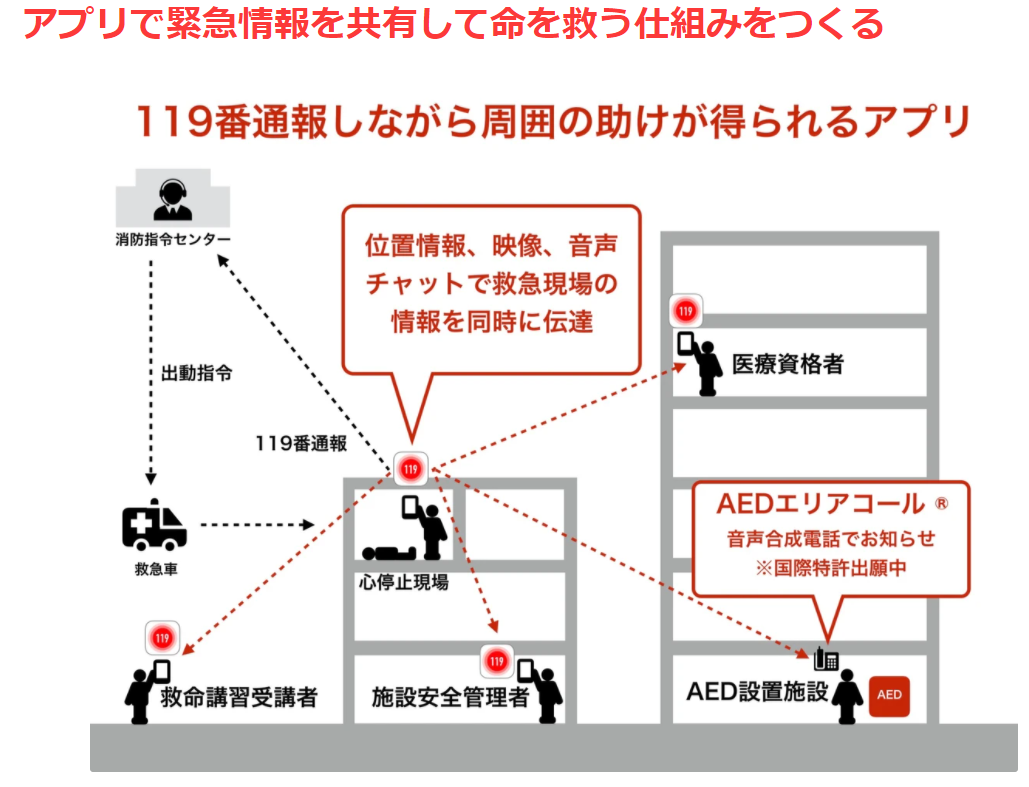 アプリで緊急情報を共有して命を救う仕組みをつくる
119番通報しながら周囲の助けが得られるアプリ
消防指令センター
位置情報、映像、音声
チャットで救急現場の
情報を同時に伝達
119
医療資格者
出動指令
119番通報
119
AEDエリアコール ®
音声合成電話でお知らせ
※国際特許出願中
救急車
心停止現場
119
救命講習受講者
119
施設安全管理者
AED設置施設
AED